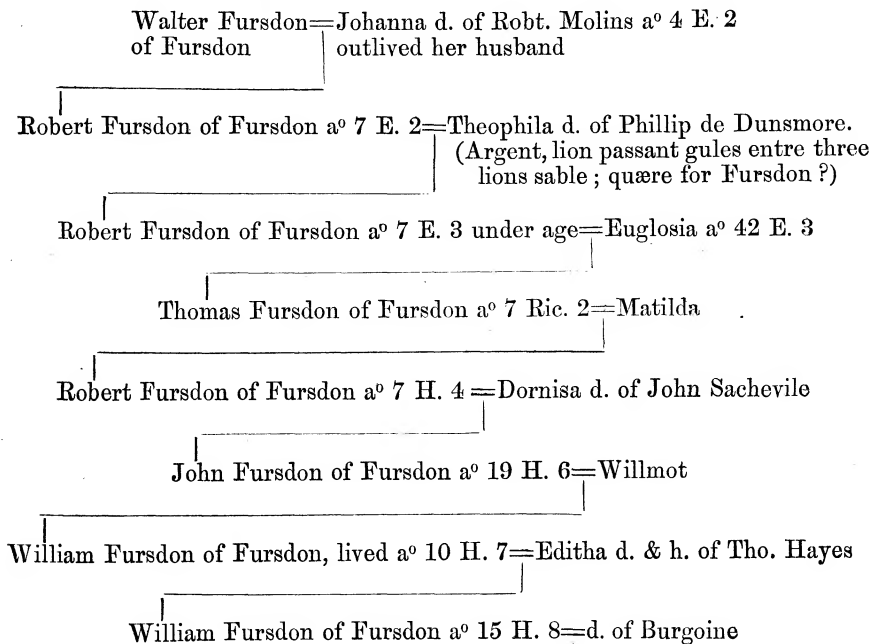 Walter Fursdon=Johanna d. of Robt. Molins aº 4 E. 2
of Fursdon outlived her husband
Robert Fursdon of Fursdon aº 7 E. 2=Theophila d. of Phillip de Dunsmore.
(Argent, lion passant gules entre three
lions sable ; quære for Fursdon ?)
Robert Fursdon of Fursdon aº 7 E. 3 under age=Euglosia aº 42 E. 3
Thomas Fursdon of Fursdon aº 7 Ric. 2=Matilda
Robert Fursdon of Fursdon aº 7 H. 4=Dornisa d. of John Sachevile
John Fursdon of Fursdon aº 19 H. 6=Willmot
William Fursdon of Fursdon, lived aº 10 H. 7=Editha d. & h. of Tho. Hayes
William Fursdon of Fursdon aº 15 H. 8=d. of Burgoine